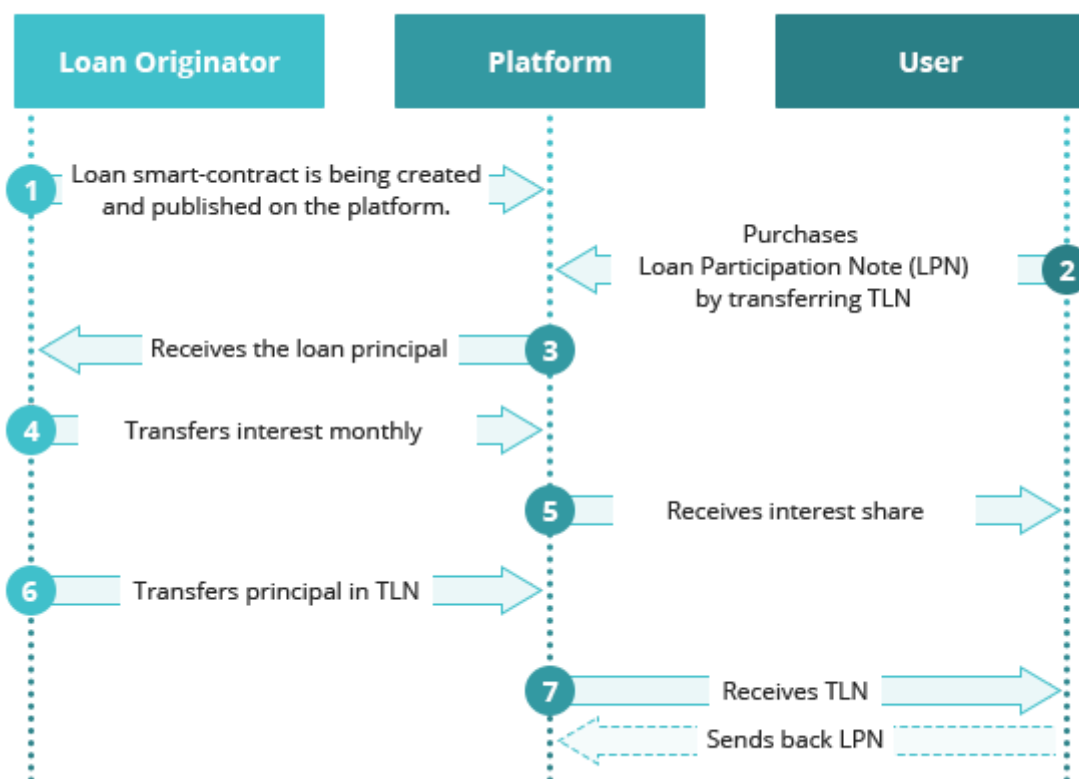 Loan Originator
Platform
User
1
Loan smart-contract is being created
and published on the platform.
Purchases
Loan Participation Note (LPN)
by transferring TLN
2
Receives the loan principal
3
4
Transfers interest monthly
5
Receives interest share
6
Transfers principal in TLN
7
Receives TLN
Sends back LPN